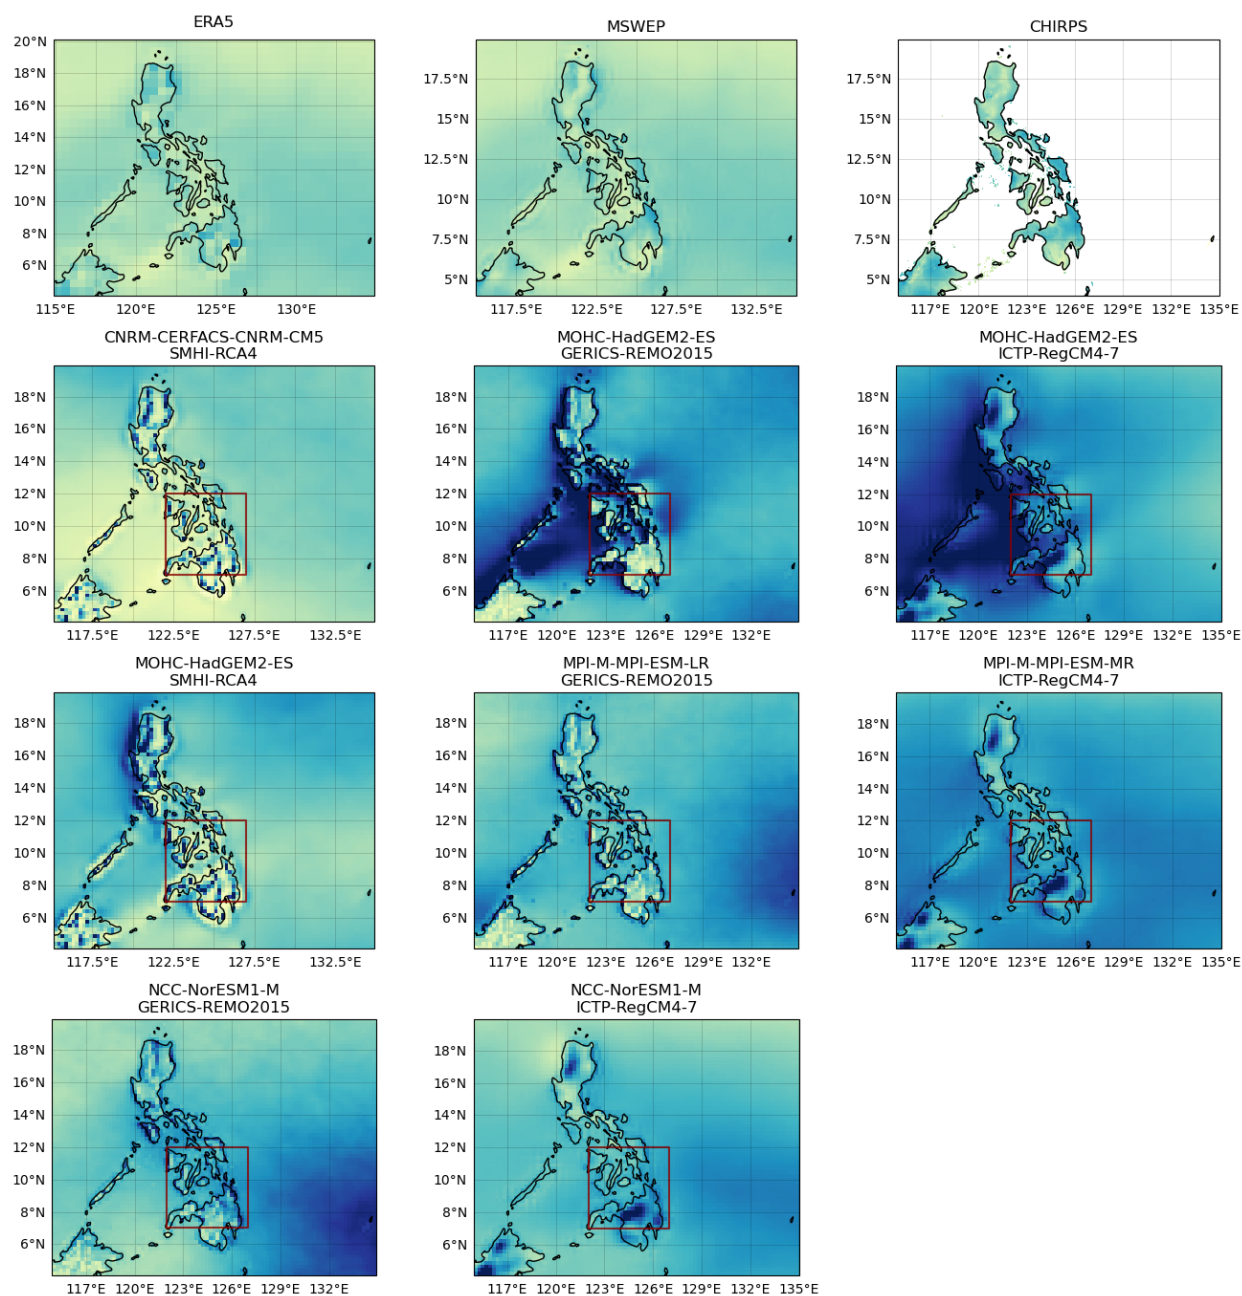 ERA5
MSWEP
CHIRPS
20°N
18°N
16°N
14°N
12°N
10°N
8°N
6°N
115°E 120°E 125°E 130°E
17.5°N
15°N
12.5°N
10°N
7.5°N
5°N
117.5°E 122.5°E 127.5°E 132.5°E
17.5°N
15°N
12.5°N
10°N
7.5°N
5°N
117°E 120°E 123°E 126°E 129°E 132°E 135°E
CNRM-CERFACS-CNRM-CM5
SMHI-RCA4
18°N
16°N
14°N
12°N
10°N
8°N
6°N
117.5°E 122.5°E 127.5°E 132.5°E
MOHC-HadGEM2-ES
GERICS-REMO2015
18°N
16°N
14°N
12°N
10°N
8°N
6°N
117°E 120°E 123°E 126°E 129°E 132°E
MOHC-HadGEM2-ES
ICTP-RegCM4-7
18°N
16°N
14°N
12°N
10°N
8°N
6°N
117°E 120°E 123°E 126°E 129°E 132°E 135°E
MOHC-HadGEM2-ES
SMHI-RCA4
18°N
16°N
14°N
12°N
10°N
8°N
6°N
117.5°E 122.5°E 127.5°E 132.5°E
MPI-M-MPI-ESM-LR
GERICS-REMO2015
18°N
16°N
14°N
12°N
10°N
8°N
6°N
117°E 120°E 123°E 126°E 129°E 132°E
MPI-M-MPI-ESM-MR
ICTP-RegCM4-7
18°N
16°N
14°N
12°N
10°N
8°N
6°N
117°E 120°E 123°E 126°E 129°E 132°E 135°E
NCC-NorESM1-M
GERICS-REMO2015
18°N
16°N
14°N
12°N
10°N
8°N
6°N
117°E 120°E 123°E 126°E 129°E 132°E
NCC-NorESM1-M
ICTP-RegCM4-7
18°N
16°N
14°N
12°N
10°N
8°N
6°N
117°E 120°E 123°E 126°E 129°E 132°E 135°E